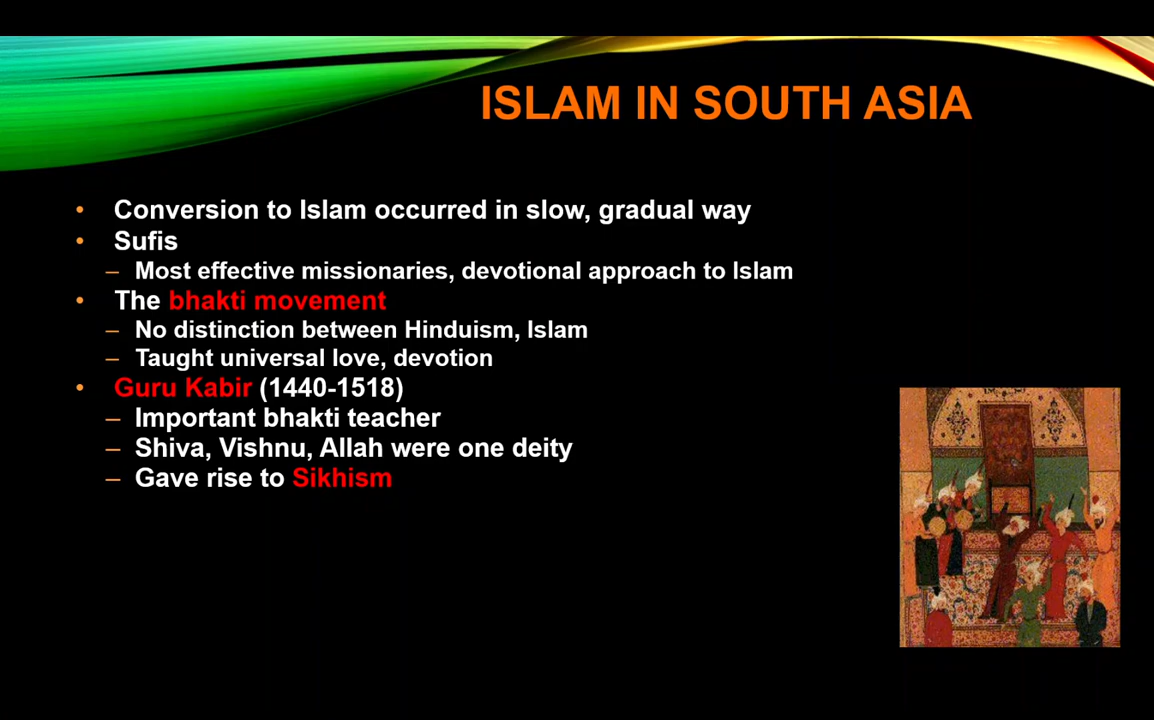 ISLAM IN SOUTH ASIA
• Conversion to Islam occurred in slow, gradual way
• Sufis
– Most effective missionaries, devotional approach to Islam
• The bhakti movement
– No distinction between Hinduism, Islam
– Taught universal love, devotion
• Guru Kabir (1440-1518)
– Important bhakti teacher
– Shiva, Vishnu, Allah were one deity
– Gave rise to Sikhism